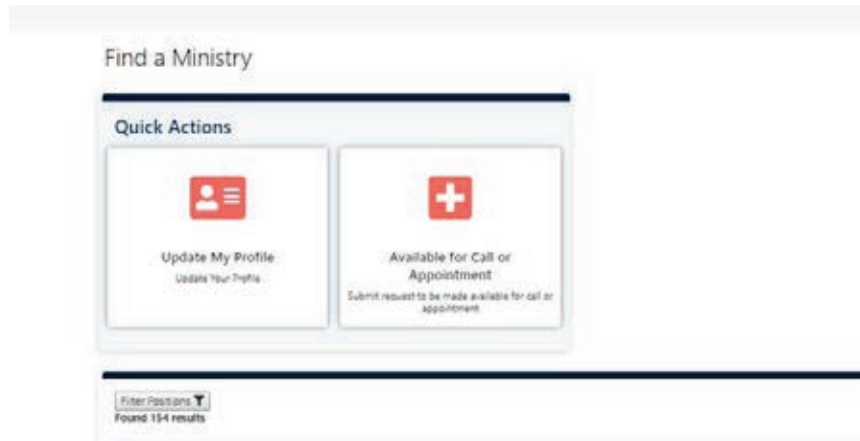 Find a Ministry
Quick Actions
Update My Profile
Update Your Profile
Available for Call or
Appointment
Submit request to be made available for call or
appointment
Filter Positions
Found 154 results